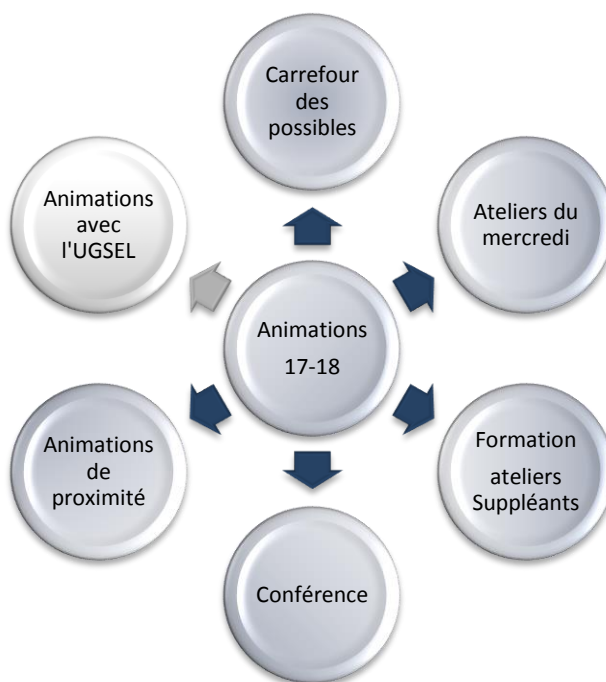 Carrefour
des
possibles
Animations
avec
l'UGSEL
Ateliers du
mercredi
Animations
17-18
Animations
de
proximité
Formation
ateliers
Suppléants
Conférence